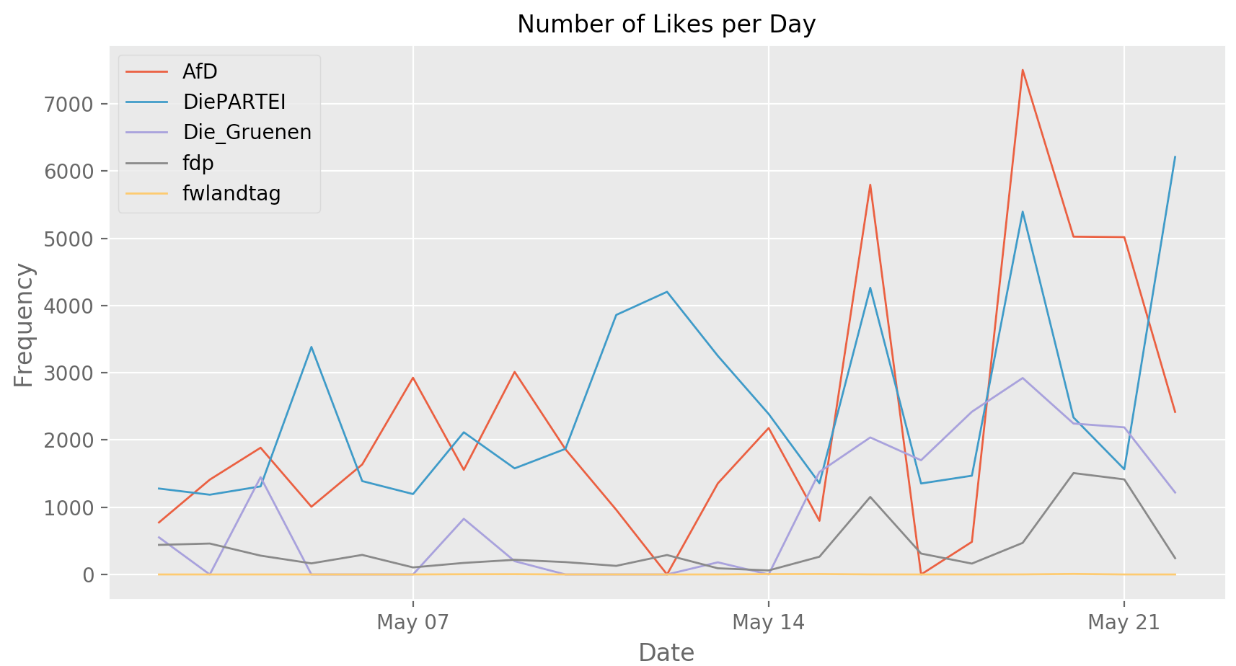 Number of Likes per Day
AfD
DiePARTEI
Die_Gruenen
fdp
fwlandtag
7000
6000
5000
4000
3000
2000
1000
0
Frequency
May 07
May 14
May 21
Date